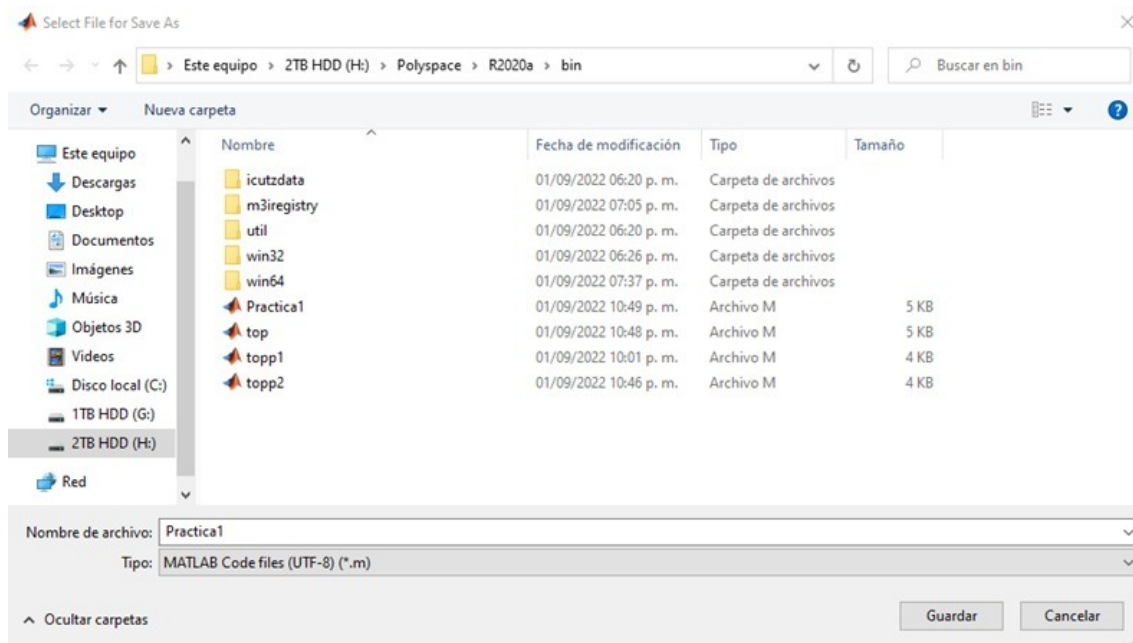 Select File for Save As
Este equipo > 2TB HDD (H:) > Polyspace > R2020a > bin
Buscar en bin
Organizar
Nueva carpeta
Nombre Fecha de modificación Tipo Tamaño
Este equipo
Descargas
Desktop
Documentos
Imágenes
Música
Objetos 3D
Videos
Disco local (C:)
1TB HDD (G:)
2TB HDD (H:)
Red
icutzdata 01/09/2022 06:20 p. m. Carpeta de archivos
m3iregistry 01/09/2022 07:05 p. m. Carpeta de archivos
util 01/09/2022 06:20 p. m. Carpeta de archivos
win32 01/09/2022 06:26 p. m. Carpeta de archivos
win64 01/09/2022 07:37 p. m. Carpeta de archivos
Practica1 01/09/2022 10:49 p. m. Archivo M 5 KB
top 01/09/2022 10:48 p. m. Archivo M 5 KB
topp1 01/09/2022 10:01 p. m. Archivo M 4 KB
topp2 01/09/2022 10:46 p. m. Archivo M 4 KB
Nombre de archivo: Practica1
Tipo: MATLAB Code files (UTF-8) (*.m)
Ocultar carpetas
Guardar
Cancelar